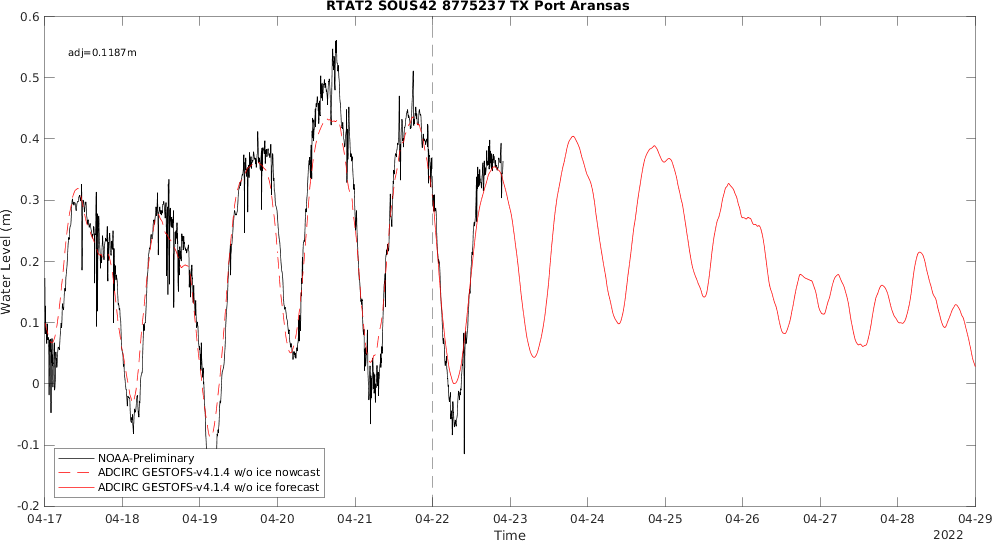 RTAT2 SOUS42 8775237 TX Port Aransas
adj=0.1187m
0.6
0.5
0.4
0.3
0.2
0.1
0
-0.1
-0.2
Water Level (m)
NOAA-Preliminary
ADCIRC GESTOFS-v4.1.4 w/o ice nowcast
ADCIRC GESTOFS-v4.1.4 w/o ice forecast
04-17 04-18 04-19 04-20 04-21 04-22 04-23 04-24 04-25 04-26 04-27 04-28 04-29
Time
2022